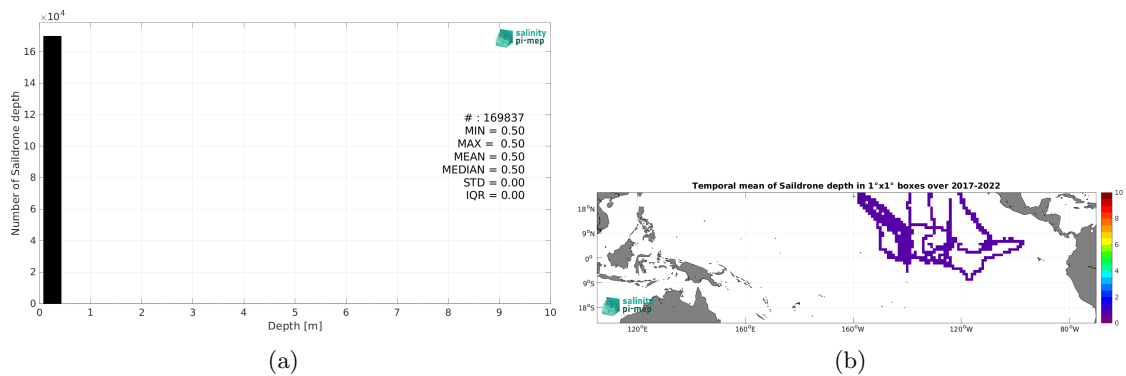 ×10⁴
16
14
12
10
8
6
4
2
0
Number of Saildrone depth
salinity
pi-mep
# : 169837
MIN = 0.50
MAX =  0.50
MEAN = 0.50
MEDIAN = 0.50
STD = 0.00
IQR = 0.00
0 1 2 3 4 5 6 7 8 9 10
Depth [m]
(a)
Temporal mean of Saildrone depth in 1°x1° boxes over 2017-2022
18°N
9°N
0°
9°S
18°S
salinity
pi-mep
120°E 160°E 160°W 120°W 80°W
10
8
6
4
2
0
(b)